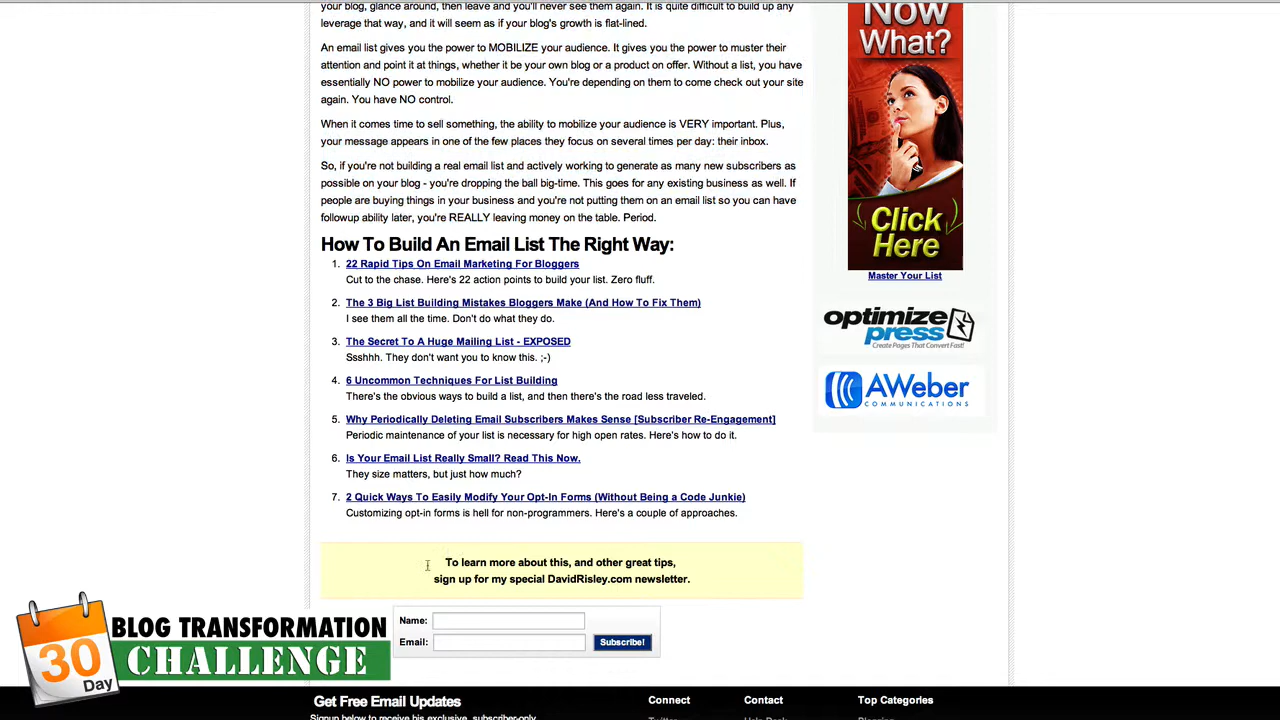 your blog, glance around, then leave and you'll never see them again. It is quite difficult to build up any
leverage that way, and it will seem as if your blog's growth is flat-lined.
An email list gives you the power to MOBILIZE your audience. It gives you the power to muster their
attention and point it at things, whether it be your own blog or a product on offer. Without a list, you have
essentially NO power to mobilize your audience. You're depending on them to come check out your site
again. You have NO control.
When it comes time to sell something, the ability to mobilize your audience is VERY important. Plus,
your message appears in one of the few places they focus on several times per day: their inbox.
So, if you're not building a real email list and actively working to generate as many new subscribers as
possible on your blog - you're dropping the ball big-time. This goes for any existing business as well. If
people are buying things in your business and you're not putting them on an email list so you can have
followup ability later, you're REALLY leaving money on the table. Period.
How To Build An Email List The Right Way:
1. 22 Rapid Tips On Email Marketing For Bloggers
Cut to the chase. Here's 22 action points to build your list. Zero fluff.
2. The 3 Big List Building Mistakes Bloggers Make (And How To Fix Them)
I see them all the time. Don't do what they do.
3. The Secret To A Huge Mailing List - EXPOSED
Ssshhh. They don't want you to know this. ;-)
4. 6 Uncommon Techniques For List Building
There's the obvious ways to build a list, and then there's the road less traveled.
5. Why Periodically Deleting Email Subscribers Makes Sense [Subscriber Re-Engagement]
Periodic maintenance of your list is necessary for high open rates. Here's how to do it.
6. Is Your Email List Really Small? Read This Now.
They size matters, but just how much?
7. 2 Quick Ways To Easily Modify Your Opt-In Forms (Without Being a Code Junkie)
Customizing opt-in forms is hell for non-programmers. Here's a couple of approaches.
To learn more about this, and other great tips,
sign up for my special DavidRisley.com newsletter.
Name:
Email:
Subscribe!
Now
What?
Click
Here
Master Your List
optimize
press
Create Pages That Convert Fast!
AWeber
COMMUNICATIONS
30
Day
BLOG TRANSFORMATION
CHALLENGE
Get Free Email Updates
Signup below to receive his exclusive, subscriber-only
Connect
Twitter
Contact
Help Desk
Top Categories
Blogging